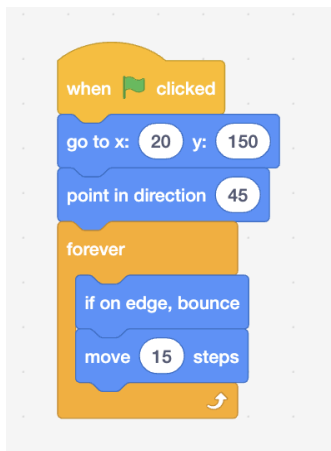 when clicked
go to x: 20 y: 150
point in direction 45
forever
if on edge, bounce
move 15 steps